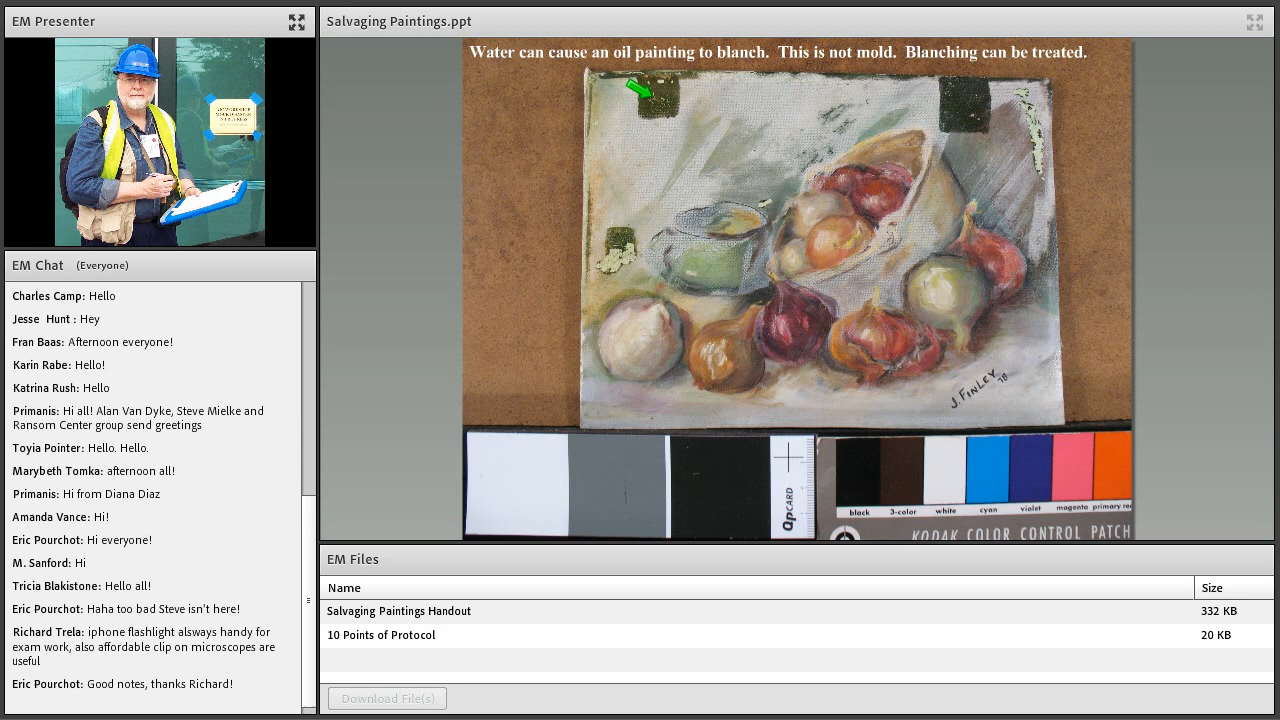 EM Presenter
EM Chat (Everyone)
Charles Camp: Hello
Jesse Hunt : Hey
Fran Baas: Afternoon everyone!
Karin Rabe: Hello!
Katrina Rush: Hello
Primanis: Hi all! Alan Van Dyke, Steve Mielke and
Ransom Center group send greetings
Toyia Pointer: Hello. Hello.
Marybeth Tomka: afternoon all!
Primanis: Hi from Diana Diaz
Amanda Vance: Hi!
Eric Pourchot: Hi everyone!
M. Sanford: Hi
Tricia Blakistone: Hello all!
Eric Pourchot: Haha too bad Steve isn't here!
Richard Trela: iphone flashlight alsways handy for
exam work, also affordable clip on microscopes are
useful
Eric Pourchot: Good notes, thanks Richard!
Salvaging Paintings.ppt
Water can cause an oil painting to blanch. This is not mold. Blanching can be treated.
J. FINLEY
QPCARD
black 3-color white cyan violet magenta primary
KODAK COLOR CONTROL PATCH
EM Files
Name Size
Salvaging Paintings Handout 332 KB
10 Points of Protocol 20 KB
Download File(s)